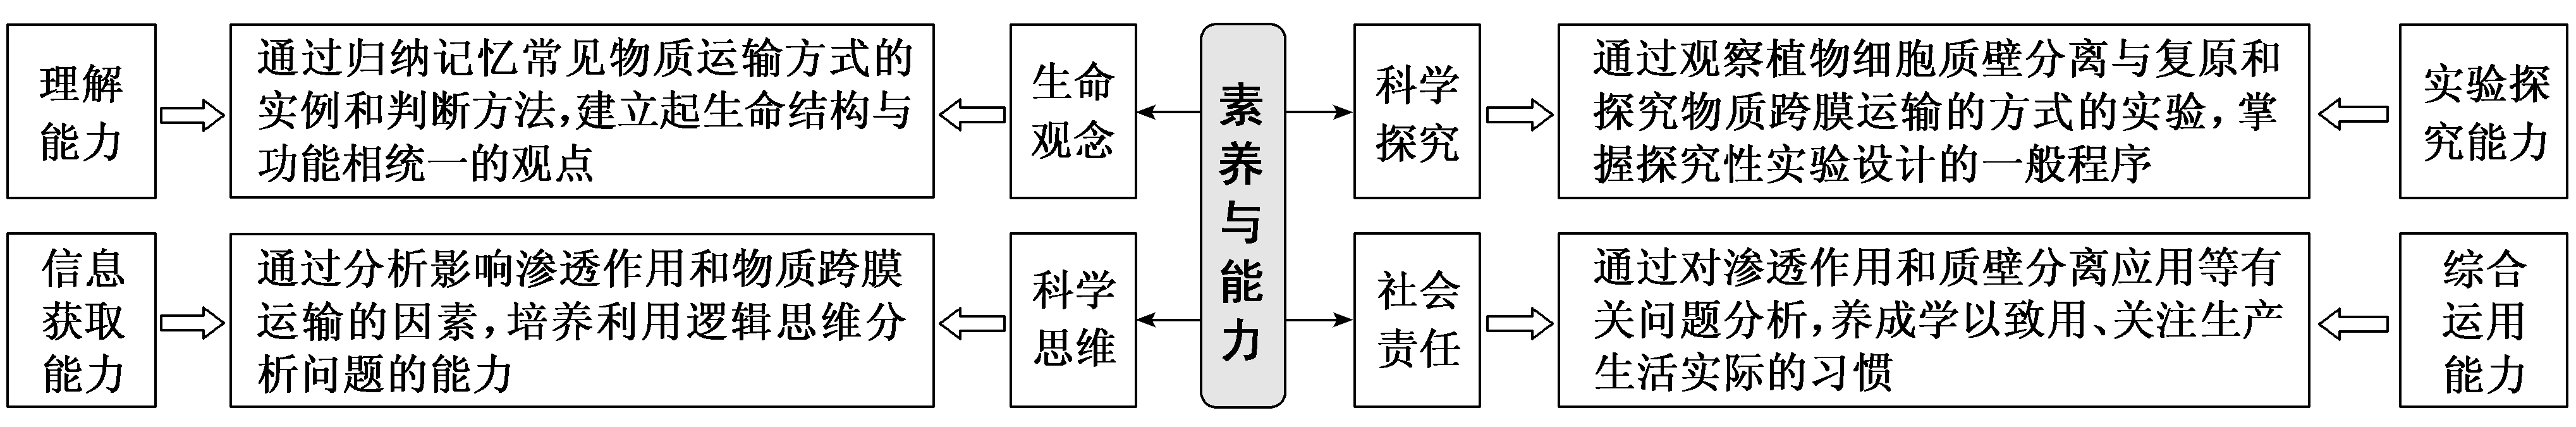 理解
能力
通过归纳记忆常见物质运输方式的
实例和判断方法,建立起生命结构与
功能相统一的观点
生命
观念
素养与能力
科学
探究
通过观察植物细胞质壁分离与复原和
探究物质跨膜运输的方式的实验,掌
握探究性实验设计的一般程序
实验探
究能力
信息
获取
能力
通过分析影响渗透作用和物质跨膜
运输的因素,培养利用逻辑思维分
析问题的能力
科学
思维
社会
责任
通过对渗透作用和质壁分离应用等有
关问题分析,养成学以致用、关注生产
生活实际的习惯
综合
运用
能力